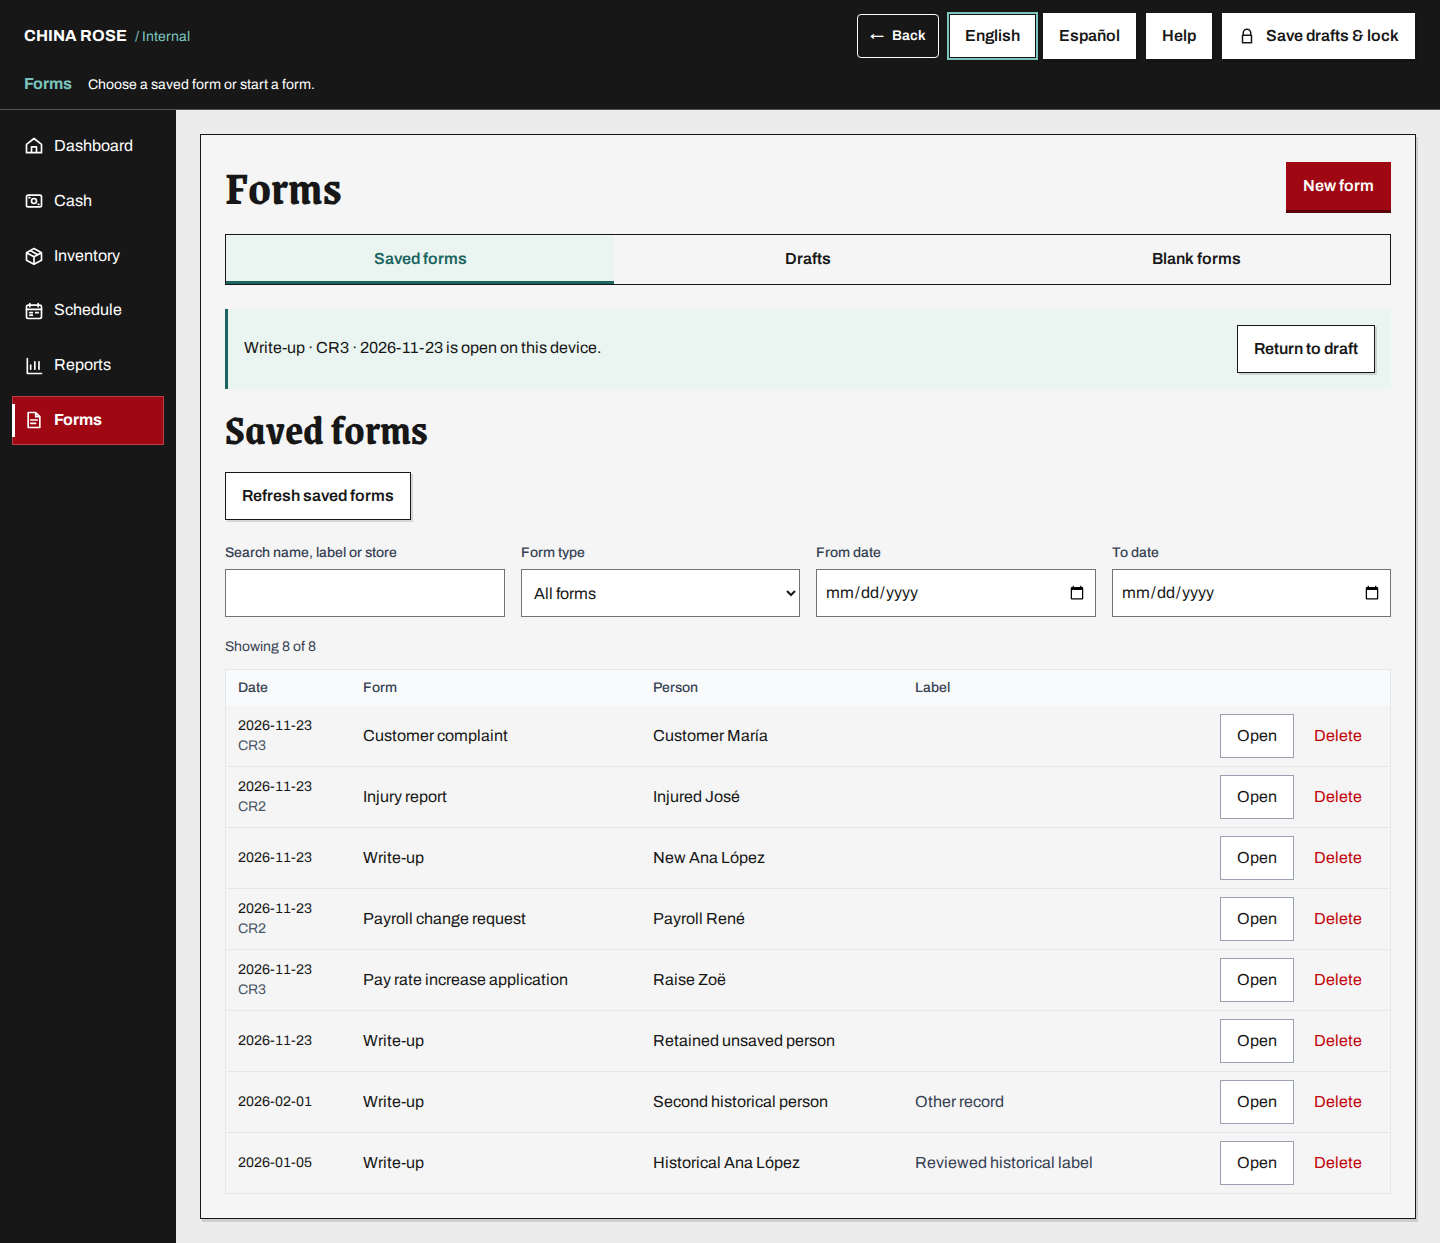 CHINA ROSE / Internal
← Back
English
Español
Help
Save drafts & lock
Forms
Choose a saved form or start a form.
Dashboard
Cash
Inventory
Schedule
Reports
Forms
Forms
New form
Saved forms
Drafts
Blank forms
Write-up · CR3 · 2026-11-23 is open on this device.
Return to draft
Saved forms
Refresh saved forms
Search name, label or store
Form type
From date
To date
All forms
mm/dd/yyyy
mm/dd/yyyy
Showing 8 of 8
Date Form Person Label
2026-11-23
CR3
Customer complaint Customer María Open Delete
2026-11-23
CR2
Injury report Injured José Open Delete
2026-11-23 Write-up New Ana López Open Delete
2026-11-23
CR2
Payroll change request Payroll René Open Delete
2026-11-23
CR3
Pay rate increase application Raise Zoë Open Delete
2026-11-23 Write-up Retained unsaved person Open Delete
2026-02-01 Write-up Second historical person Other record Open Delete
2026-01-05 Write-up Historical Ana López Reviewed historical label Open Delete